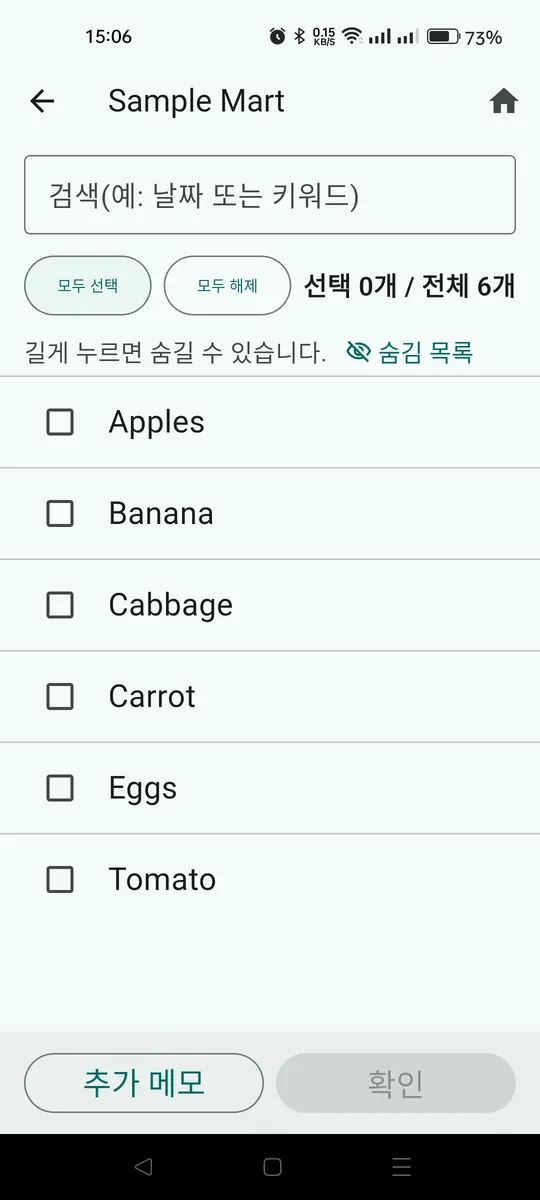 15:06 0.15 KB/S 73%
Sample Mart
검색(예: 날짜 또는 키워드)
모두 선택 모두 해제 선택 0개 / 전체 6개
길게 누르면 숨길 수 있습니다. 숨김 목록
Apples
Banana
Cabbage
Carrot
Eggs
Tomato
추가 메모 확인